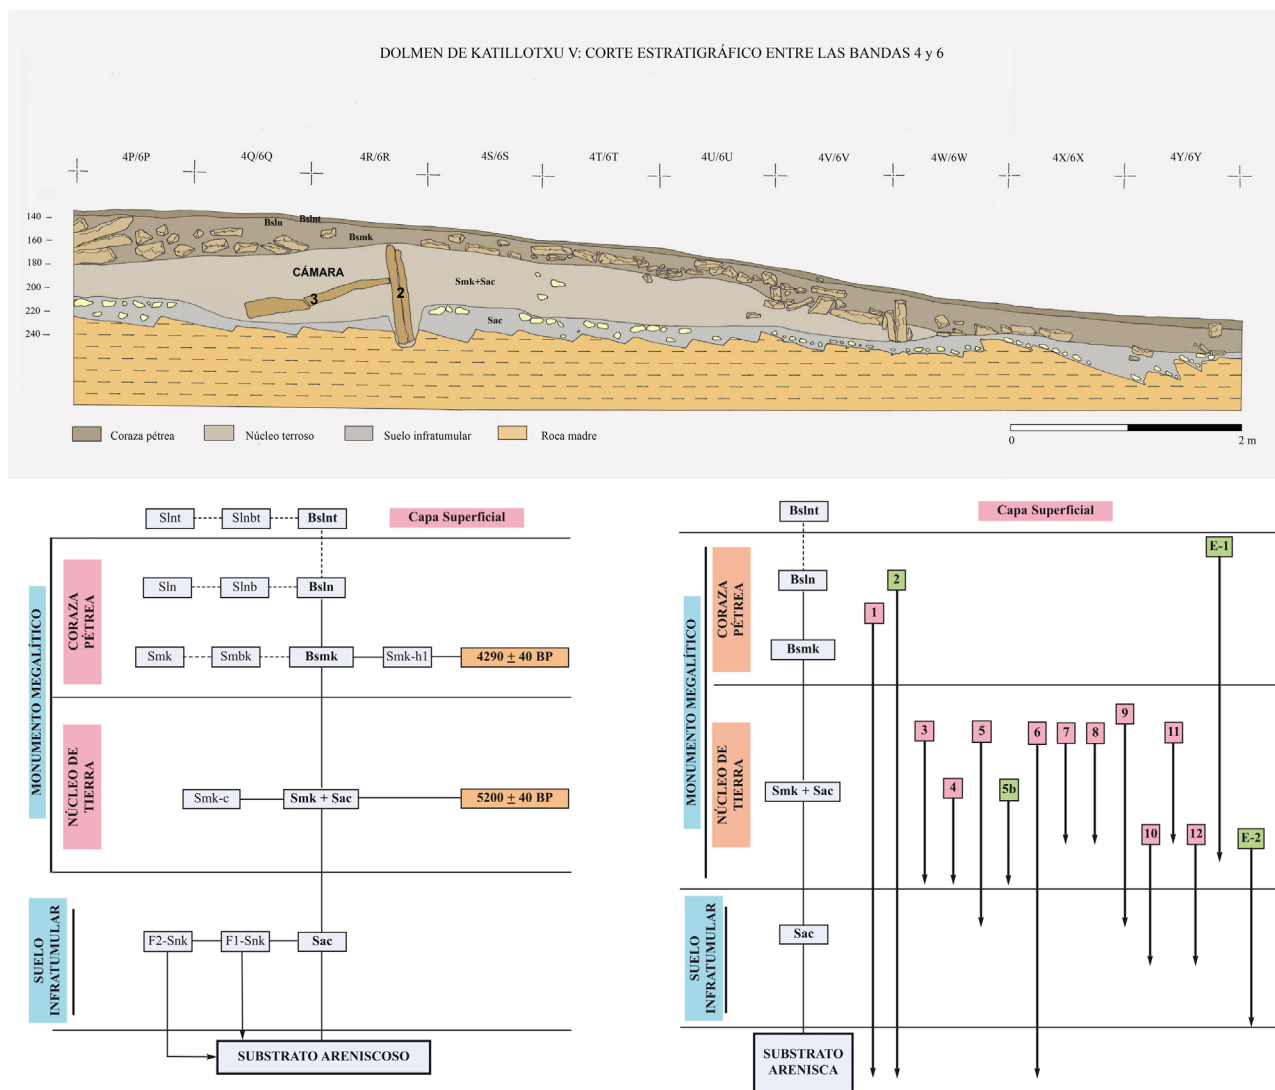 DOLMEN DE KATILLOTXU V: CORTE ESTRATIGRÁFICO ENTRE LAS BANDAS 4 y 6
4P/6P 4Q/6Q 4R/6R 4S/6S 4T/6T 4U/6U 4V/6V 4W/6W 4X/6X 4Y/6Y
140
160
180
200
220
240
Bsln Bslnt
Bsmk
CÁMARA
3
2
Smk+Sac
Sac
Coraza pétrea Núcleo terroso Suelo infratumular Roca madre
0 2 m
Slnt Slnbt Bslnt Capa Superficial
MONUMENTO MEGALÍTICO
CORAZA
PÉTREA
Sln Slnb Bsln
Smk Smbk Bsmk Smk-h1 4290 ± 40 BP
NÚCLEO DE
TIERRA
Smk-c Smk + Sac 5200 ± 40 BP
SUELO
INFRATUMULAR
F2-Snk F1-Snk Sac
SUBSTRATO ARENISCOSO
Bslnt Capa Superficial
MONUMENTO MEGALÍTICO
CORAZA
PÉTREA
E-1
Bsln 2
1
Bsmk
NÚCLEO DE
TIERRA
9
3 5 6 7 8 11
Smk + Sac 4 5b
10 12 E-2
SUELO
INFRATUMULAR
Sac
SUBSTRATO
ARENISCA